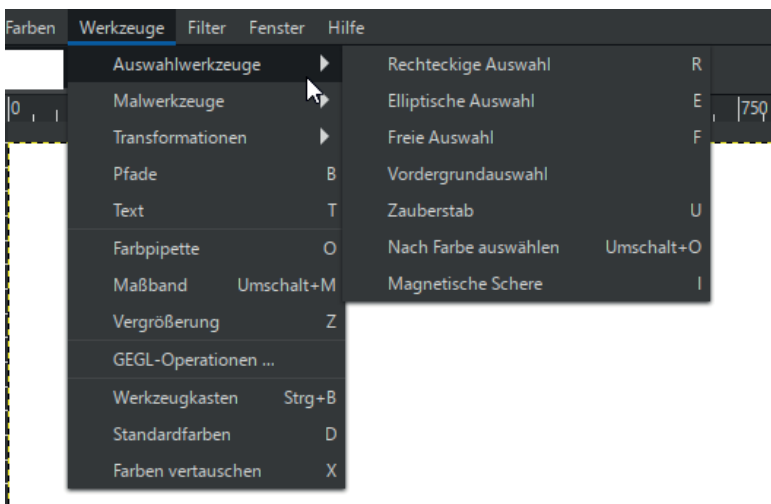 Farben Werkzeuge Filter Fenster Hilfe
Auswahlwerkzeuge
Malwerkzeuge
Transformationen
Pfade B
Text T
Farbpipette O
Maßband Umschalt+M
Vergrößerung Z
GEGL-Operationen ...
Werkzeugkasten Strg+B
Standardfarben D
Farben vertauschen X
Rechteckige Auswahl R
Elliptische Auswahl E
Freie Auswahl F
Vordergrundauswahl
Zauberstab U
Nach Farbe auswählen Umschalt+O
Magnetische Schere I
0
750